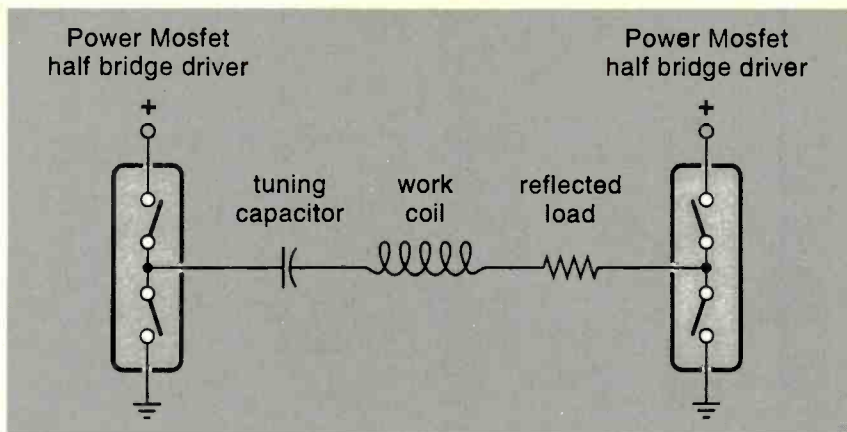 Power Mosfet
half bridge driver
Power Mosfet
half bridge driver
+
+
tuning
capacitor
work
coil
reflected
load